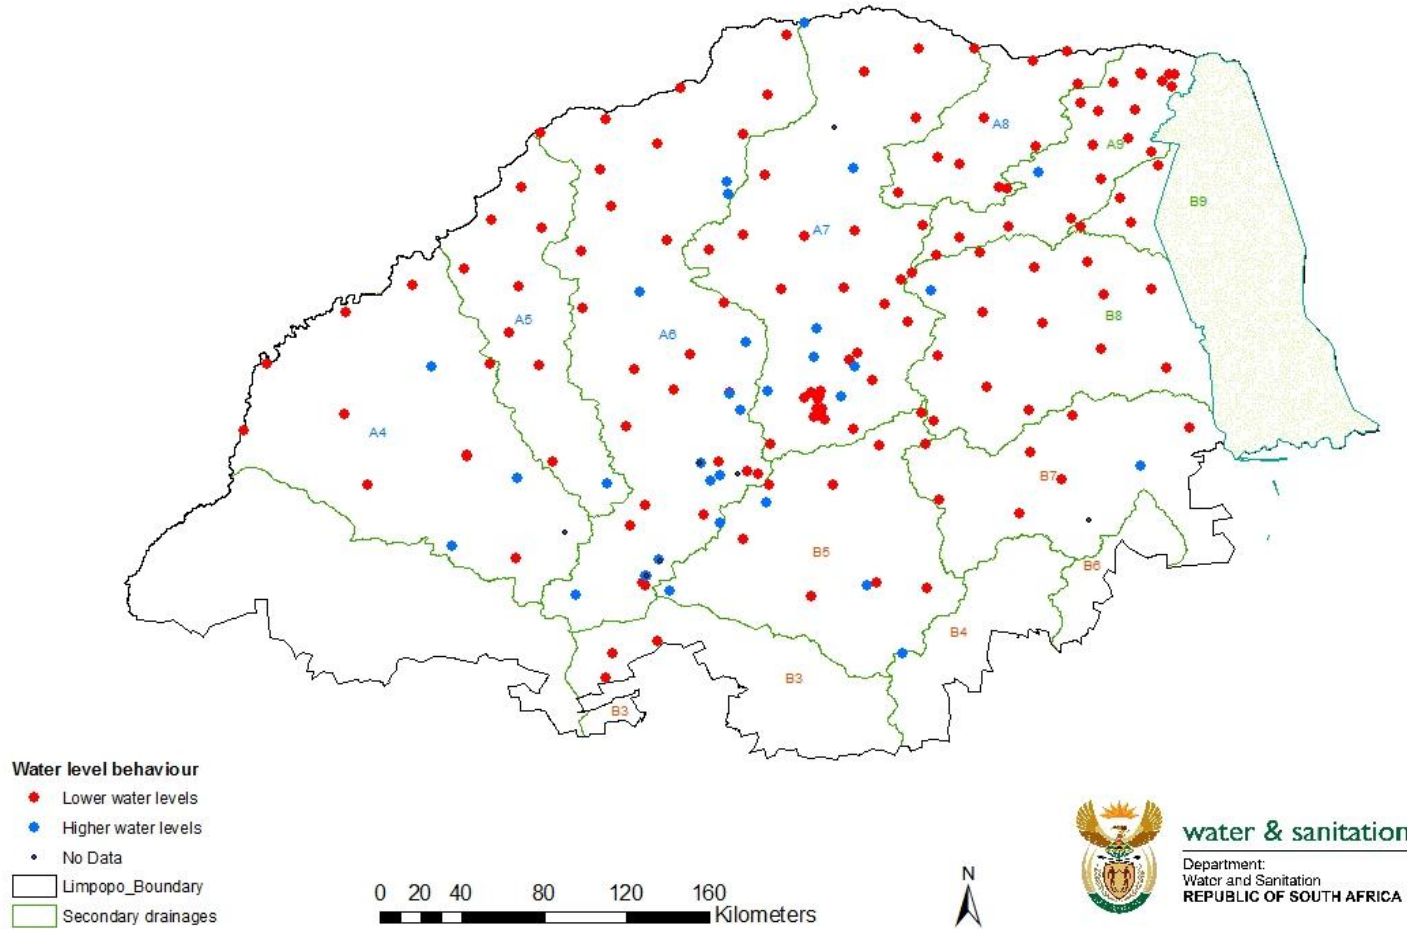 A8
A9
B9
A7
A5
A6
B8
A4
B7
B5
B6
B4
B3
B3
Water level behaviour
Lower water levels
Higher water levels
No Data
Limpopo_Boundary
Secondary drainages
0 20 40 80 120 160
Kilometers
N
water & sanitation
Department:
Water and Sanitation
REPUBLIC OF SOUTH AFRICA